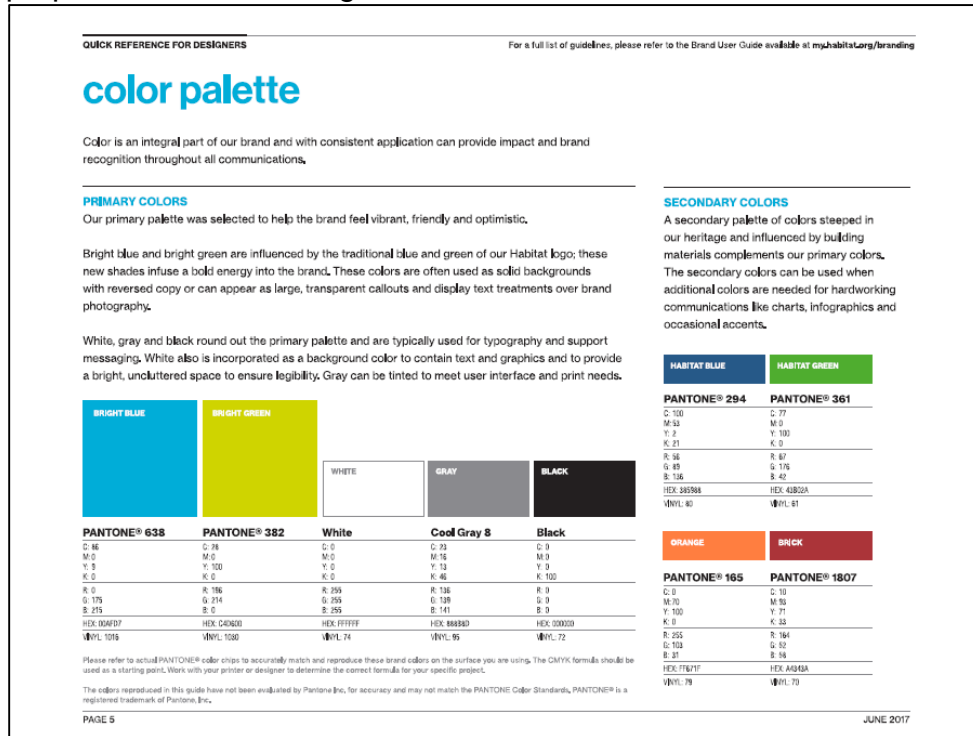 QUICK REFERENCE FOR DESIGNERS
For a full list of guidelines, please refer to the Brand User Guide available at my.habitat.org/branding
color palette
Color is an integral part of our brand and with consistent application can provide impact and brand
recognition throughout all communications.
PRIMARY COLORS
Our primary palette was selected to help the brand feel vibrant, friendly and optimistic.
Bright blue and bright green are influenced by the traditional blue and green of our Habitat logo; these
new shades infuse a bold energy into the brand. These colors are often used as solid backgrounds
with reversed copy or can appear as large, transparent callouts and display text treatments over brand
photography.
White, gray and black round out the primary palette and are typically used for typography and support
messaging. White also is incorporated as a background color to contain text and graphics and to provide
a bright, uncluttered space to ensure legibility. Gray can be tinted to meet user interface and print needs.
BRIGHT BLUE
PANTONE® 638
C: 86
M: 0
Y: 9
K: 0
R: 0
G: 175
B: 215
HEX: 00AFD7
VINYL: 1016
BRIGHT GREEN
PANTONE® 382
C: 28
M: 0
Y: 100
K: 0
R: 196
G: 214
B: 0
HEX: C4D600
VINYL: 1030
WHITE
White
C: 0
M: 0
Y: 0
K: 0
R: 255
G: 255
B: 255
HEX: FFFFFF
VINYL: 74
GRAY
Cool Gray 8
C: 23
M: 16
Y: 13
K: 46
R: 136
G: 139
B: 141
HEX: 888B8D
VINYL: 95
BLACK
Black
C: 0
M: 0
Y: 0
K: 100
R: 0
G: 0
B: 0
HEX: 000000
VINYL: 72
Please refer to actual PANTONE® color chips to accurately match and reproduce these brand colors on the surface you are using. The CMYK formula should be
used as a starting point. Work with your printer or designer to determine the correct formula for your specific project.
The colors reproduced in this guide have not been evaluated by Pantone Inc. for accuracy and may not match the PANTONE Color Standards. PANTONE® is a
registered trademark of Pantone, Inc.
SECONDARY COLORS
A secondary palette of colors steeped in
our heritage and influenced by building
materials complements our primary colors.
The secondary colors can be used when
additional colors are needed for hardworking
communications like charts, infographics and
occasional accents.
HABITAT BLUE
PANTONE® 294
C: 100
M: 53
Y: 2
K: 21
R: 56
G: 89
B: 136
HEX: 385988
VINYL: 80
HABITAT GREEN
PANTONE® 361
C: 77
M: 0
Y: 100
K: 0
R: 67
G: 176
B: 42
HEX: 43B02A
VINYL: 61
ORANGE
PANTONE® 165
C: 0
M: 70
Y: 100
K: 0
R: 255
G: 103
B: 31
HEX: FF671F
VINYL: 79
BRICK
PANTONE® 1807
C: 10
M: 93
Y: 71
K: 33
R: 164
G: 52
B: 58
HEX: A4343A
VINYL: 70
PAGE 5
JUNE 2017